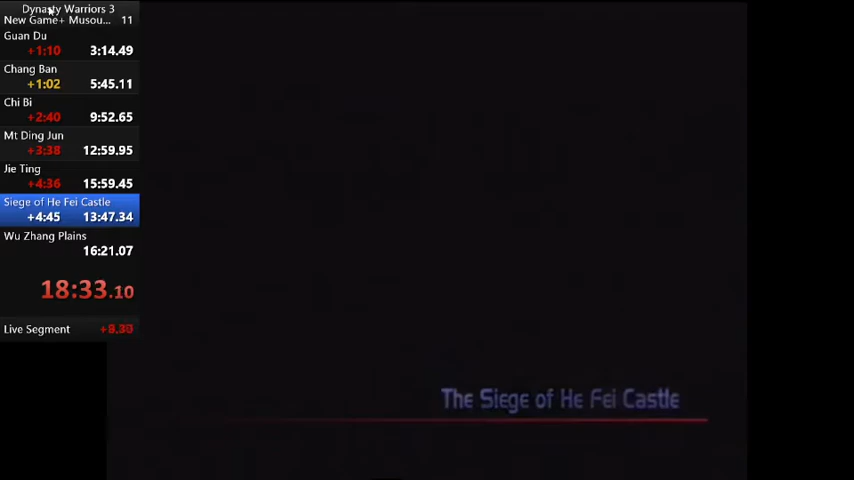 Dynasty Warriors 3
New Game+ Musou... 11
Guan Du
+1:10 3:14.49
Chang Ban
+1:02 5:45.11
Chi Bi
+2:40 9:52.65
Mt Ding Jun
+3:38 12:59.95
Jie Ting
+4:36 15:59.45
Siege of He Fei Castle
+4:45 13:47.34
Wu Zhang Plains
16:21.07
18:33.10
Live Segment
The Siege of He Fei Castle